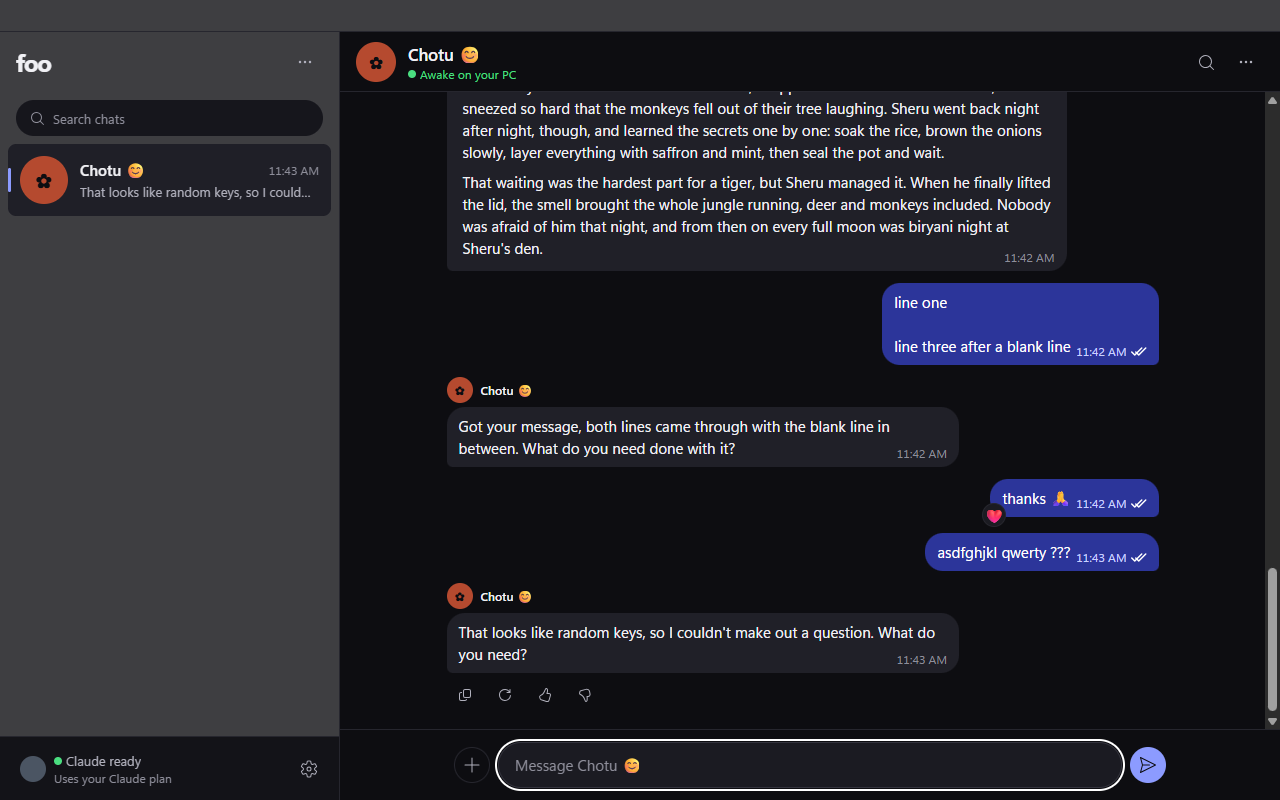 foo
Search chats
Chotu 😊
11:43 AM
That looks like random keys, so I could...
Claude ready
Uses your Claude plan
Chotu 😊
Awake on your PC
sneezed so hard that the monkeys fell out of their tree laughing. Sheru went back night
after night, though, and learned the secrets one by one: soak the rice, brown the onions
slowly, layer everything with saffron and mint, then seal the pot and wait.
That waiting was the hardest part for a tiger, but Sheru managed it. When he finally lifted
the lid, the smell brought the whole jungle running, deer and monkeys included. Nobody
was afraid of him that night, and from then on every full moon was biryani night at
Sheru's den.
11:42 AM
line one
line three after a blank line 11:42 AM
Chotu 😊
Got your message, both lines came through with the blank line in
between. What do you need done with it?
11:42 AM
thanks 🙏 11:42 AM
asdfghjkl qwerty ??? 11:43 AM
Chotu 😊
That looks like random keys, so I couldn't make out a question. What do
you need?
11:43 AM
Message Chotu 😊